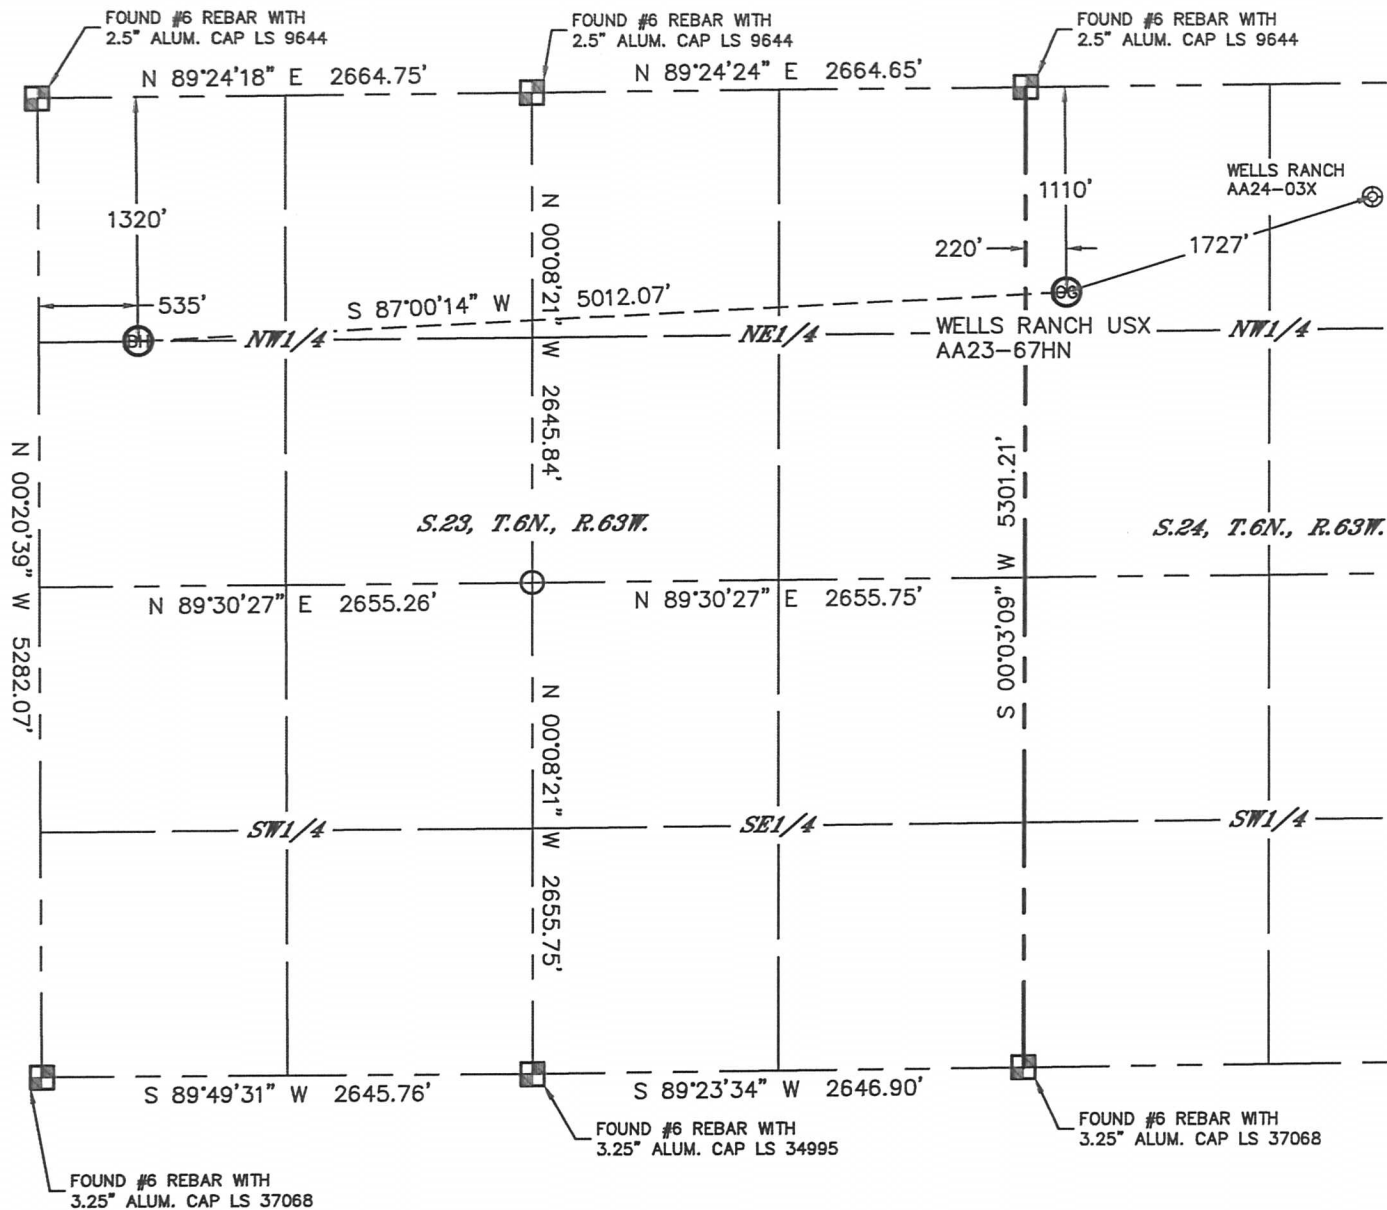 FOUND #6 REBAR WITH
2.5" ALUM. CAP LS 9644
FOUND #6 REBAR WITH
2.5" ALUM. CAP LS 9644
FOUND #6 REBAR WITH
2.5" ALUM. CAP LS 9644
N 89°24'18" E 2664.75'
N 89°24'24" E 2664.65'
1320'
535'
BH
S 87°00'14" W 5012.07'
1110'
220'
1727'
WELLS RANCH
AA24-03X
WELLS RANCH USX
AA23-67HN
NW1/4
NE1/4
NW1/4
N 00°08'21" W 2645.84'
N 00°20'39" W 5282.07'
S 00°03'09" W 5301.21'
S.23, T.6N., R.63W.
S.24, T.6N., R.63W.
N 89°30'27" E 2655.26'
N 89°30'27" E 2655.75'
N 00°08'21" W 2655.75'
SW1/4
SE1/4
SW1/4
S 89°49'31" W 2645.76'
S 89°23'34" W 2646.90'
FOUND #6 REBAR WITH
3.25" ALUM. CAP LS 37068
FOUND #6 REBAR WITH
3.25" ALUM. CAP LS 34995
FOUND #6 REBAR WITH
3.25" ALUM. CAP LS 37068